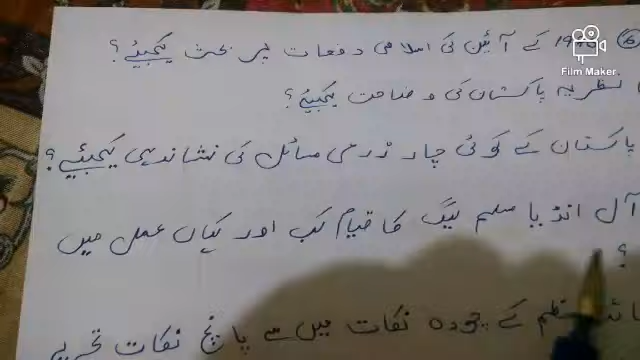 کے آئین کی اسلامی دفعات پر بحث کیجیئے؟
Film Maker
نظریہ پاکستان کی وضاحت کیجیئے؟
پاکستان کے کوئی چار زرعی مسائل کی نشاندہی کیجیئے؟
آل انڈیا مسلم لیگ کا قیام کب اور کہاں عمل میں
؟
کے چودہ نکات میں سے پانچ نکات تحریر